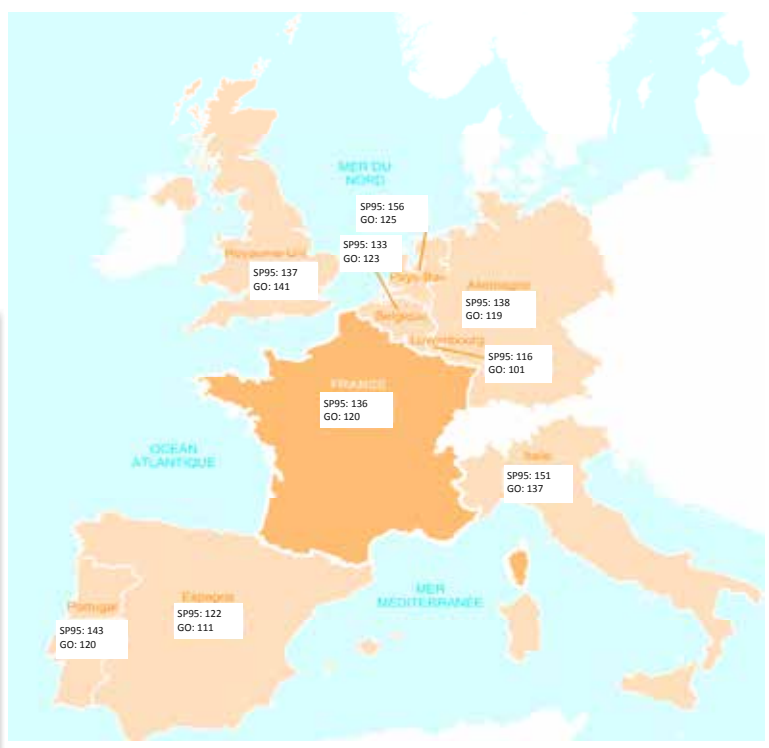 MER DU
NORD
SP95: 156
GO: 125
SP95: 133
GO: 123
Royaume-Uni
SP95: 137
GO: 141
Pays-Bas
Allemagne
SP95: 138
GO: 119
Belgique
Luxembourg
SP95: 116
GO: 101
FRANCE
SP95: 136
GO: 120
OCÉAN
ATLANTIQUE
Italie
SP95: 151
GO: 137
MER
MÉDITERRANÉE
Espagne
SP95: 122
GO: 111
Portugal
SP95: 143
GO: 120